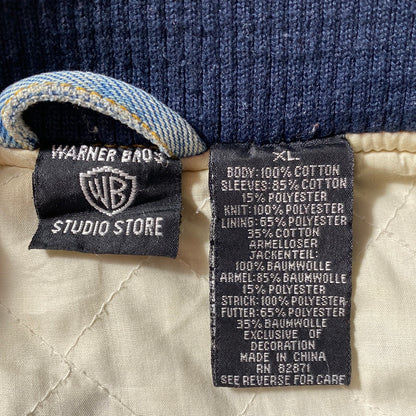 WARNER BROS
WB
STUDIO STORE
XL
BODY: 100% COTTON
SLEEVES: 85% COTTON
15% POLYESTER
KNIT: 100% POLYESTER
LINING: 65% POLYESTER
35% COTTON
ARMELLOSER
JACKENTEIL:
100% BAUMWOLLE
ARMEL: 85% BAUMWOLLE
15% POLYESTER
STRICK: 100% POLYESTER
FUTTER: 65% POLYESTER
35% BAUMWOLLE
EXCLUSIVE OF
DECORATION
MADE IN CHINA
RN 82871
SEE REVERSE FOR CARE